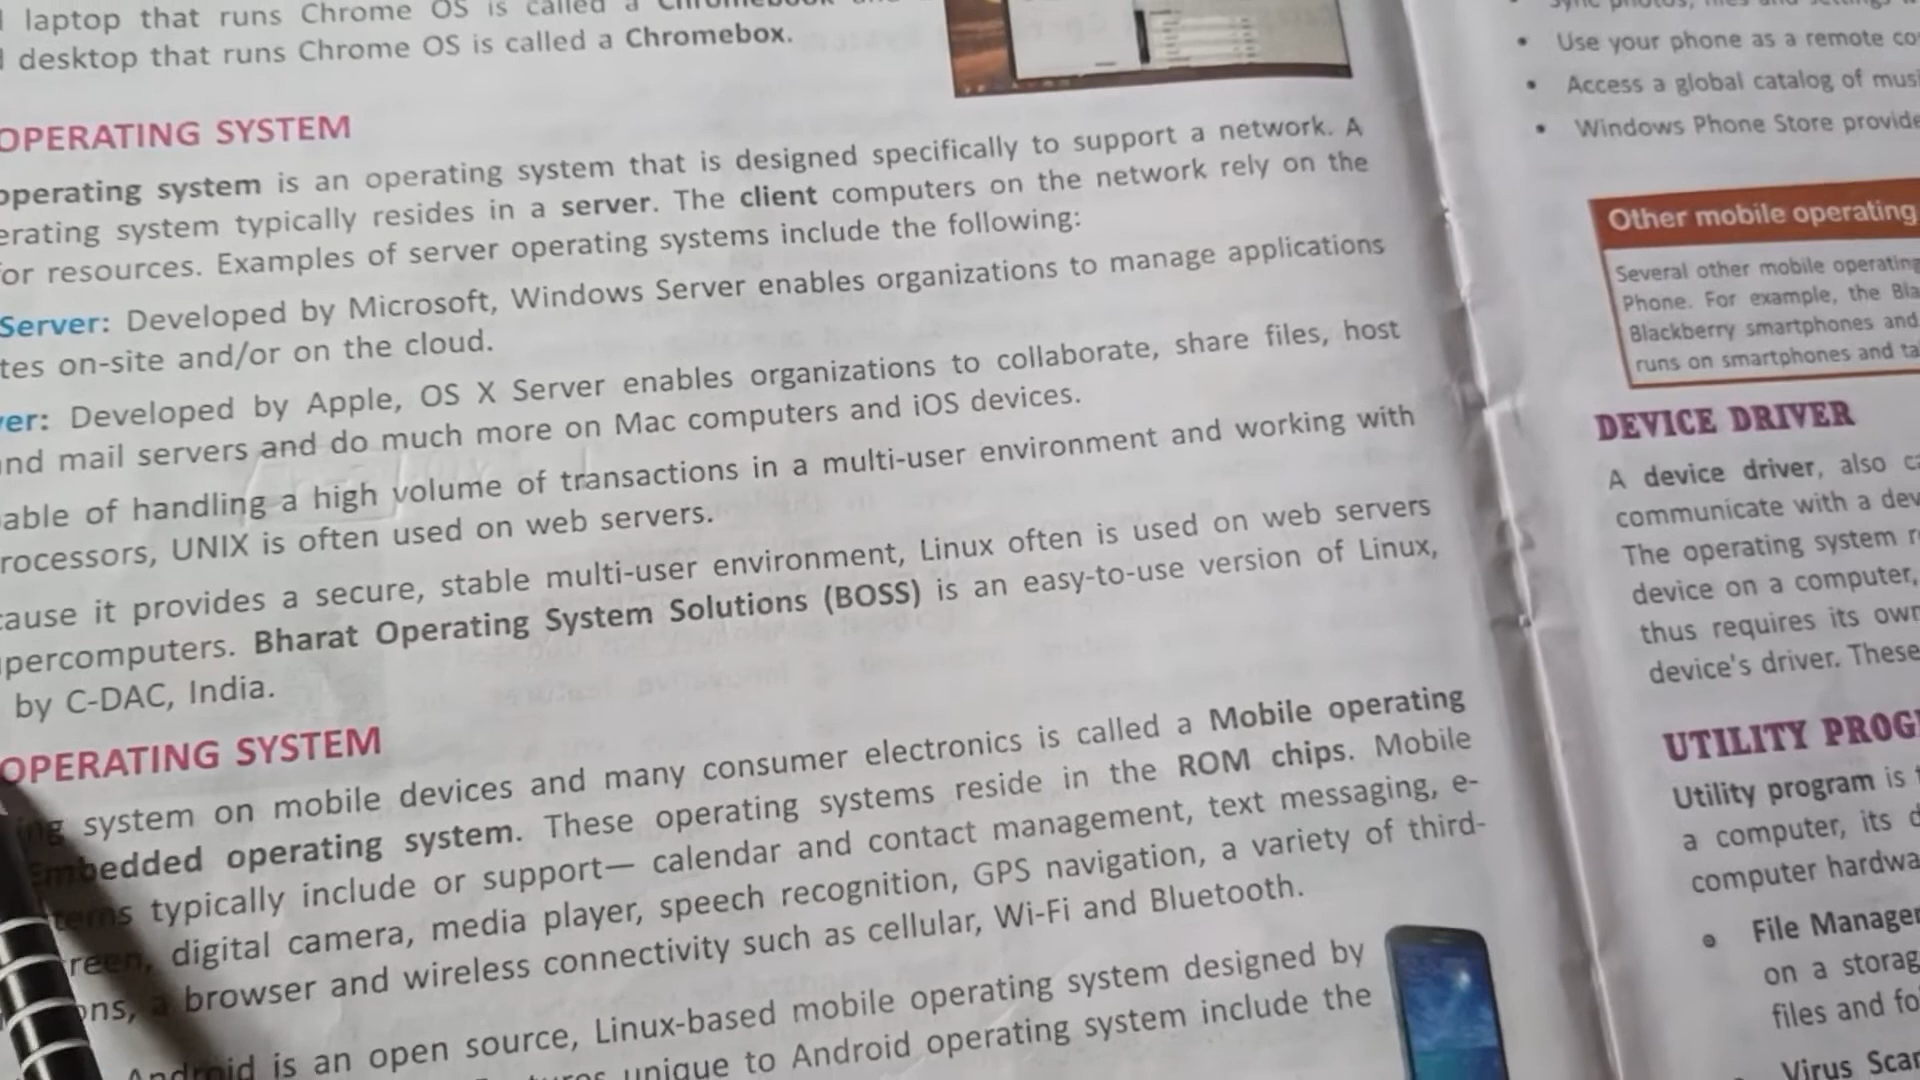 laptop that runs Chrome OS is called a
desktop that runs Chrome OS is called a Chromebox.
OPERATING SYSTEM
operating system is an operating system that is designed specifically to support a network. A
erating system typically resides in a server. The client computers on the network rely on the
for resources. Examples of server operating systems include the following:
Server: Developed by Microsoft, Windows Server enables organizations to manage applications
tes on-site and/or on the cloud.
ver: Developed by Apple, OS X Server enables organizations to collaborate, share files, host
nd mail servers and do much more on Mac computers and iOS devices.
able of handling a high volume of transactions in a multi-user environment and working with
rocessors, UNIX is often used on web servers.
cause it provides a secure, stable multi-user environment, Linux often is used on web servers
percomputers. Bharat Operating System Solutions (BOSS) is an easy-to-use version of Linux,
by C-DAC, India.
OPERATING SYSTEM
ing system on mobile devices and many consumer electronics is called a Mobile operating
Embedded operating system. These operating systems reside in the ROM chips. Mobile
tems typically include or support— calendar and contact management, text messaging, e-
reen, digital camera, media player, speech recognition, GPS navigation, a variety of third-
ons, a browser and wireless connectivity such as cellular, Wi-Fi and Bluetooth.
Android is an open source, Linux-based mobile operating system designed by
unique to Android operating system include the
• Use your phone as a remote co
• Access a global catalog of musi
• Windows Phone Store provide
Other mobile operating
Several other mobile operating
Phone. For example, the Bla
Blackberry smartphones and
runs on smartphones and ta
DEVICE DRIVER
A device driver, also ca
communicate with a dev
The operating system r
device on a computer,
thus requires its own
device's driver. These
UTILITY PROG
Utility program is t
a computer, its d
computer hardwa
• File Manager
on a storag
files and fo
Virus Scan